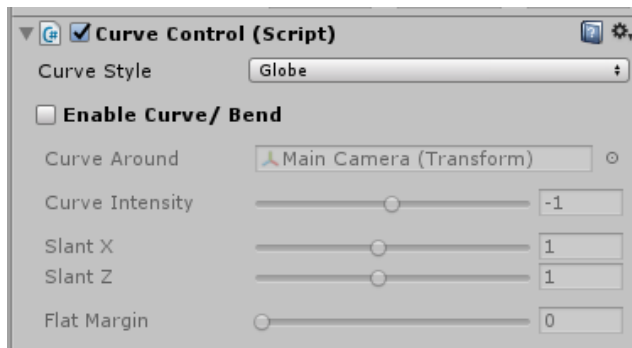 Curve Control (Script)
Curve Style Globe
Enable Curve/ Bend
Curve Around Main Camera (Transform)
Curve Intensity -1
Slant X 1
Slant Z 1
Flat Margin 0